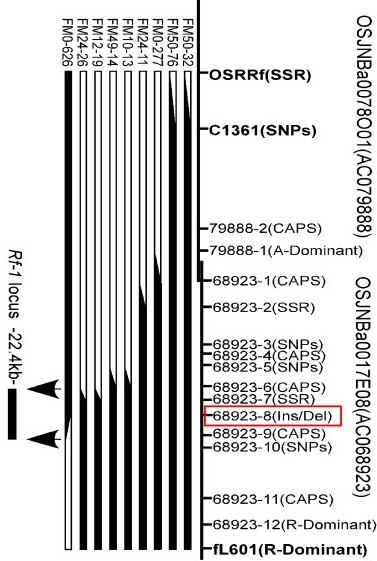 FM0-626
FM24-26
FM12-19
FM49-14
FM10-13
FM24-11
FM0-277
FM50-76
FM50-32
OSRRf(SSR)
C1361(SNPs)
79888-2(CAPS)
79888-1(A-Dominant)
68923-1(CAPS)
68923-2(SSR)
68923-3(SNPs)
68923-4(CAPS)
68923-5(SNPs)
68923-6(CAPS)
68923-7(SSR)
68923-8(Ins/Del)
68923-9(CAPS)
68923-10(SNPs)
68923-11(CAPS)
68923-12(R-Dominant)
fL601(R-Dominant)
OSJNBa0078O01(AC079888)
OSJNBa0017E08(AC068923)
Rf-1 locus -22.4kb-